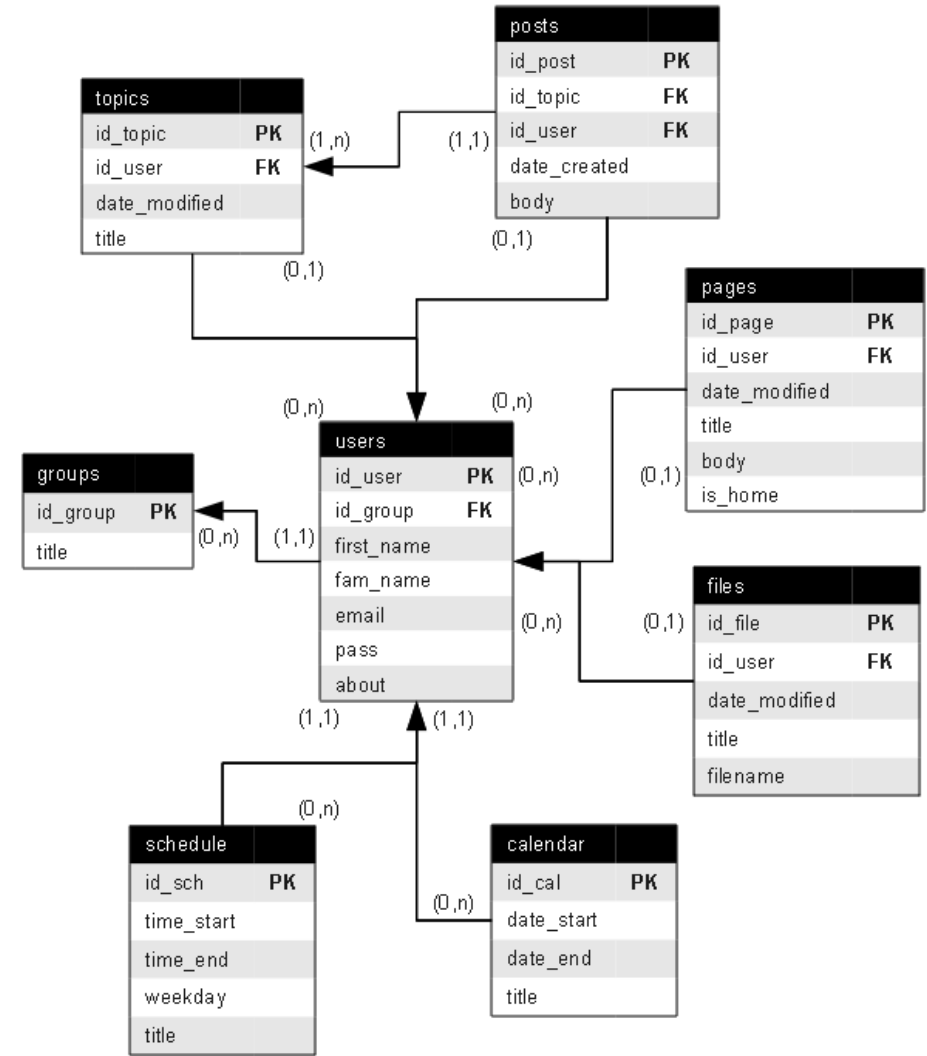 posts
id_post PK
id_topic FK
id_user FK
date_created
body
topics
id_topic PK
id_user FK
date_modified
title
(1,n)
(1,1)
(0,1)
(0,1)
pages
id_page PK
id_user FK
date_modified
title
body
is_home
(0,n)
(0,n)
users
id_user PK
id_group FK
first_name
fam_name
email
pass
about
(0,n)
(0,1)
groups
id_group PK
title
(0,n)
(1,1)
files
id_file PK
id_user FK
date_modified
title
filename
(0,n)
(0,1)
(1,1)
(1,1)
(0,n)
schedule
id_sch PK
time_start
time_end
weekday
title
(0,n)
calendar
id_cal PK
date_start
date_end
title